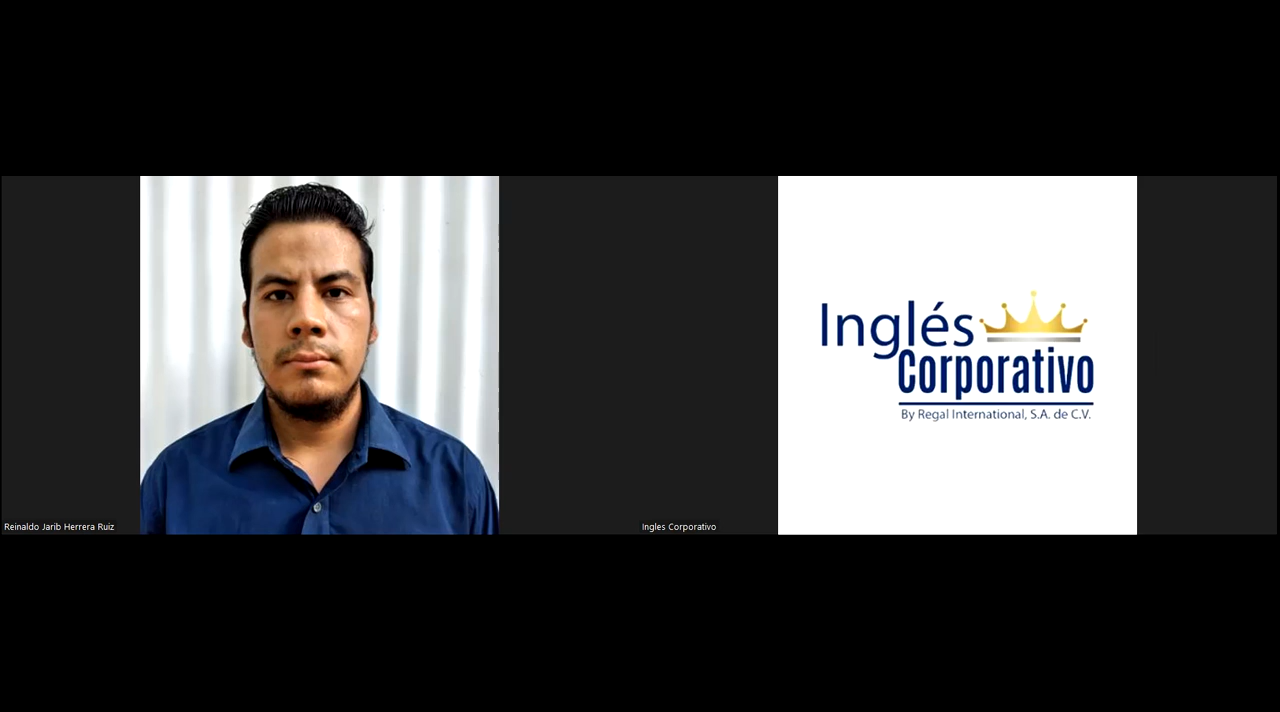 Inglés
Corporativo
By Regal International, S.A. de C.V.
Reinaldo Jarib Herrera Ruiz
Ingles Corporativo